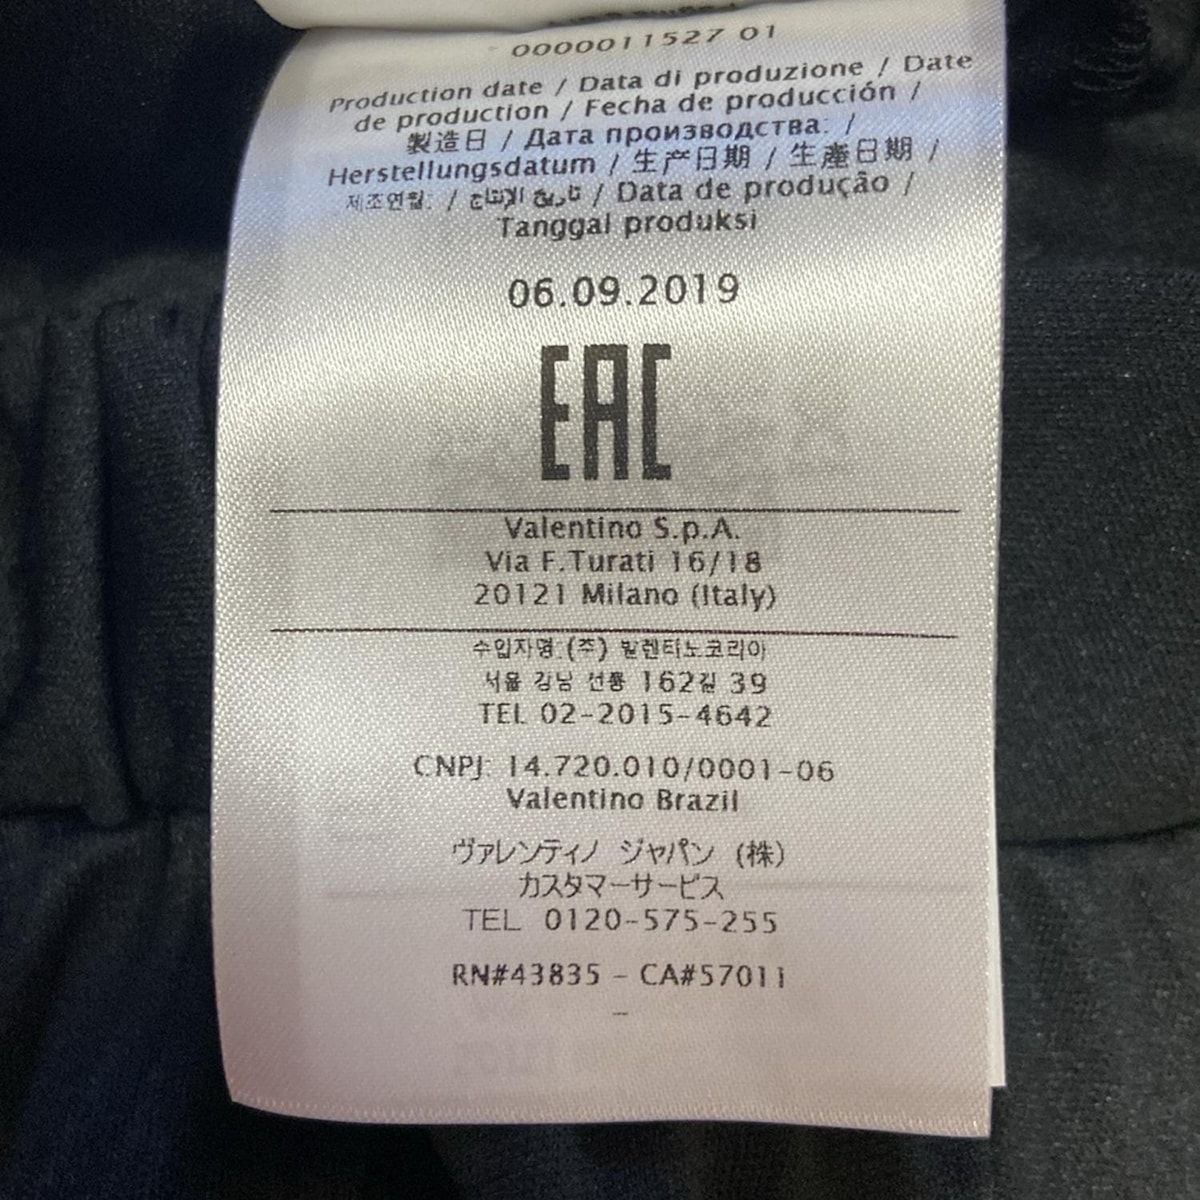 0000011527 01
Production date / Data di produzione / Date
de production / Fecha de producción /
製造日 / Дата производства: /
Herstellungsdatum / 生产日期 / 生產日期 /
제조연월: / تاريخ الإنتاج / Data de produção /
Tanggal produksi
06.09.2019
EAC
Valentino S.p.A.
Via F.Turati 16/18
20121 Milano (Italy)
수입자명:(주) 발렌티노코리아
서울 강남 선릉 162길 39
TEL 02-2015-4642
CNPJ: 14.720.010/0001-06
Valentino Brazil
ヴァレンティノ ジャパン (株)
カスタマーサービス
TEL 0120-575-255
RN#43835 - CA#57011
-